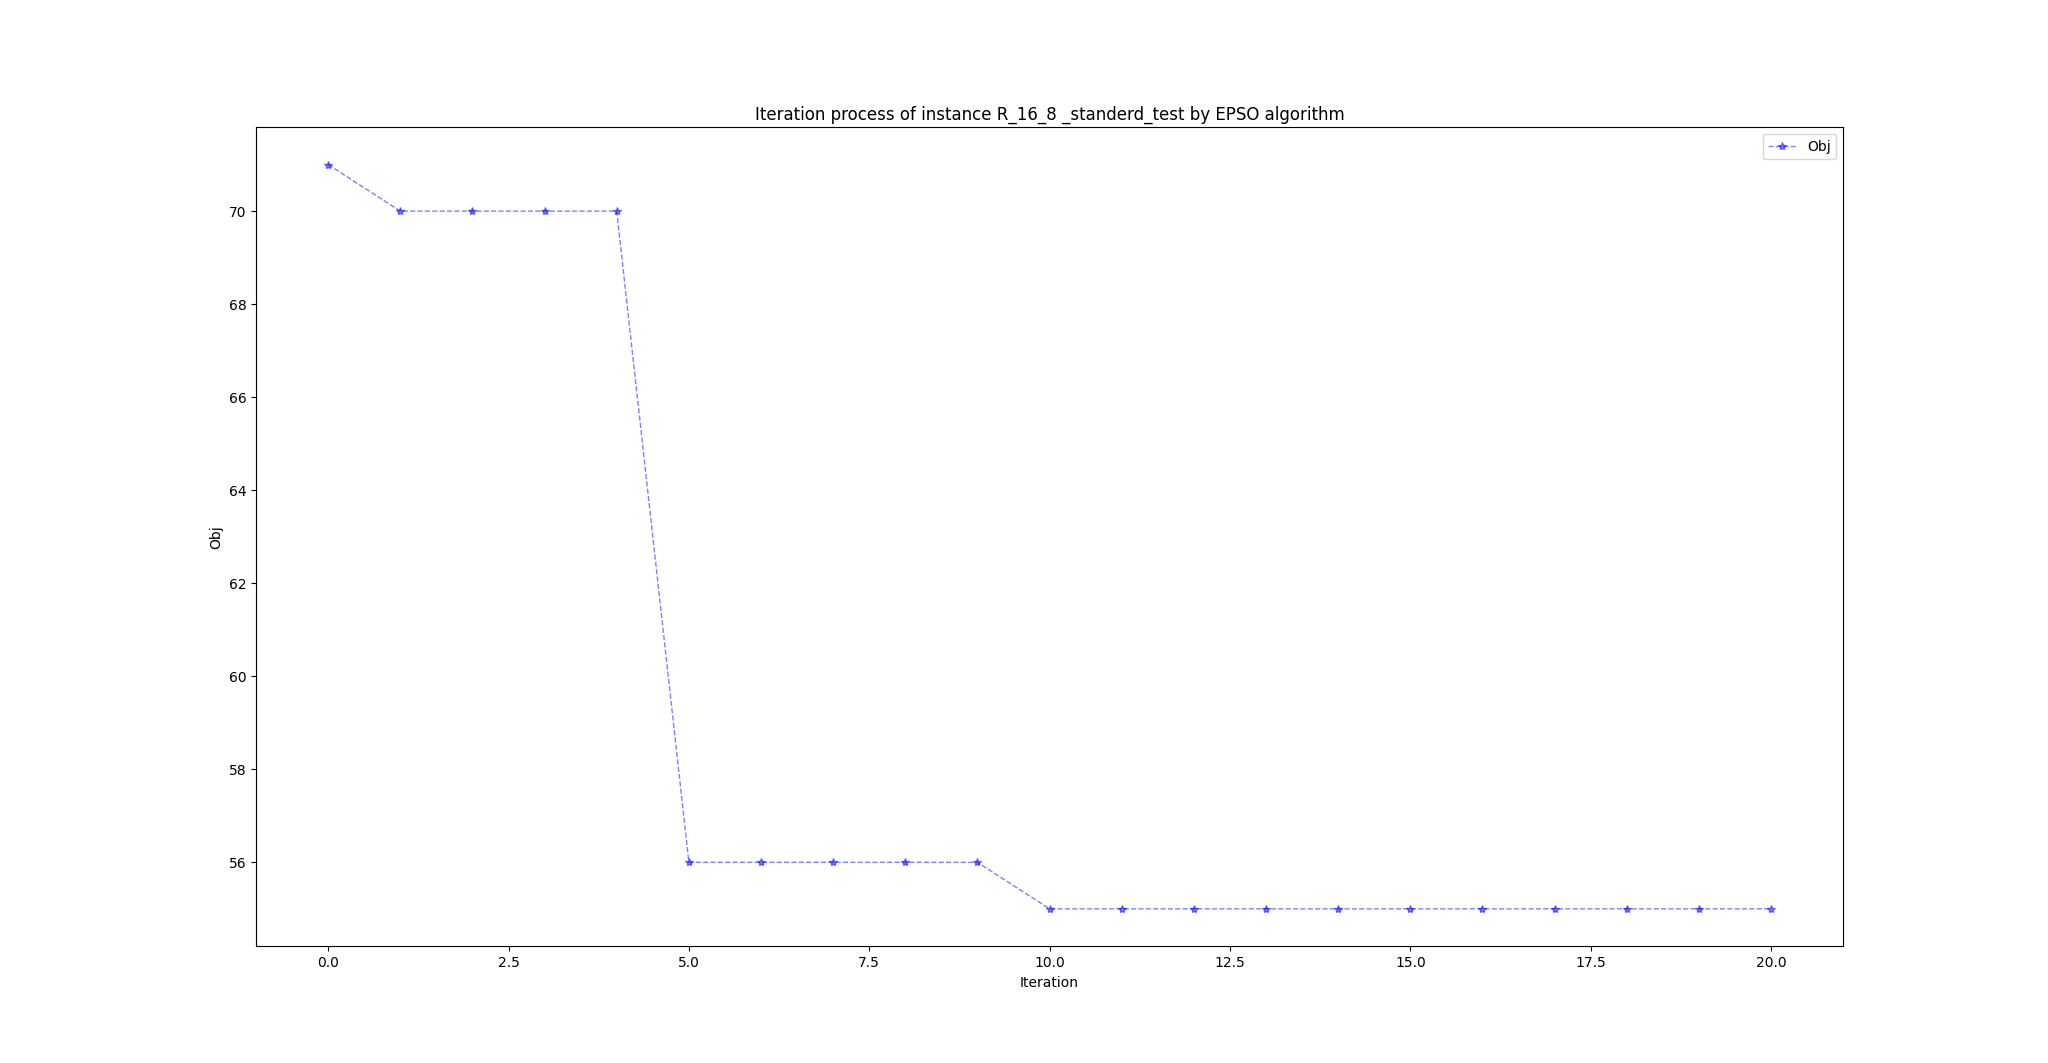 Iteration process of instance R_16_8 _standerd_test by EPSO algorithm
Obj
70
68
66
64
62
60
58
56
Obj
0.0 2.5 5.0 7.5 10.0 12.5 15.0 17.5 20.0
Iteration